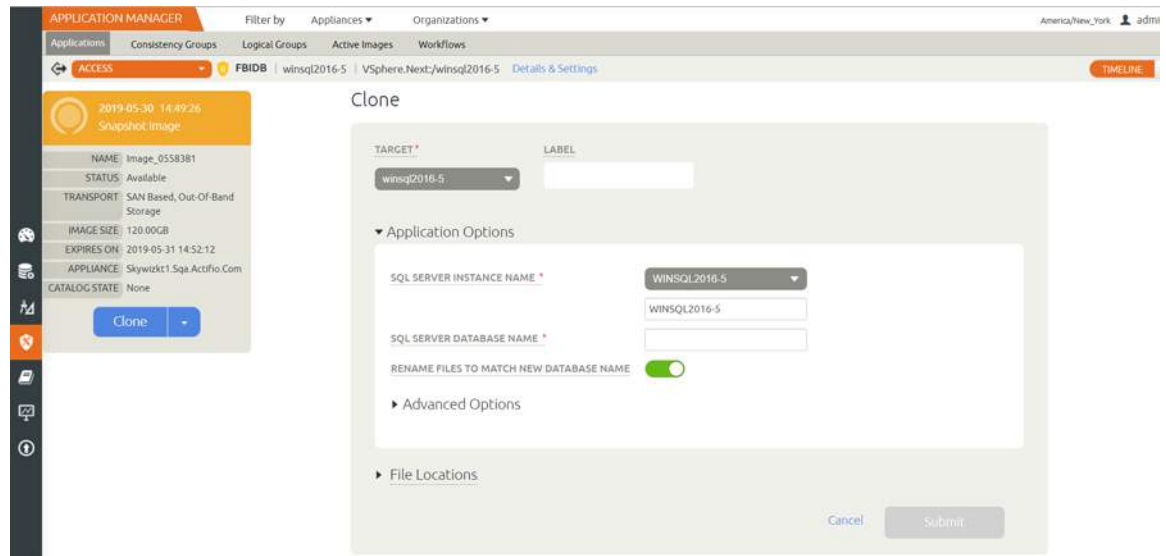 APPLICATION MANAGER Filter by Appliances Organizations America/New_York admi
Applications Consistency Groups Logical Groups Active Images Workflows
ACCESS FBIDB winsql2016-5 VSphere.Next:/winsql2016-5 Details & Settings TIMELINE
2019-05-30 14:49:26
Snapshot Image
NAME Image_0558381
STATUS Available
TRANSPORT SAN Based, Out-Of-Band
Storage
IMAGE SIZE 120.00GB
EXPIRES ON 2019-05-31 14:52:12
APPLIANCE Skywizkt1.Sqa.Actifio.Com
CATALOG STATE None
Clone
Clone
TARGET* LABEL
winsql2016-5
Application Options
SQL SERVER INSTANCE NAME * WINSQL2016-5
WINSQL2016-5
SQL SERVER DATABASE NAME *
RENAME FILES TO MATCH NEW DATABASE NAME
Advanced Options
File Locations
Cancel Submit